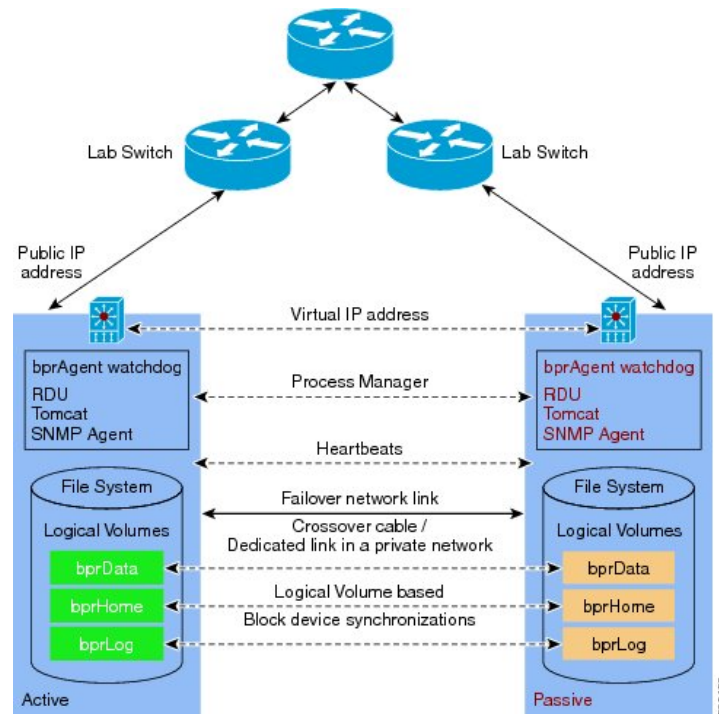 Lab Switch
Lab Switch
Public IP
address
Public IP
address
Virtual IP address
bprAgent watchdog
RDU
Tomcat
SNMP Agent
Process Manager
bprAgent watchdog
RDU
Tomcat
SNMP Agent
Heartbeats
File System
Failover network link
File System
Logical Volumes
Crossover cable /
Dedicated link in a private network
Logical Volumes
bprData
bprData
bprHome
Logical Volume based
bprHome
Block device synchronizations
bprLog
bprLog
Active
Passive